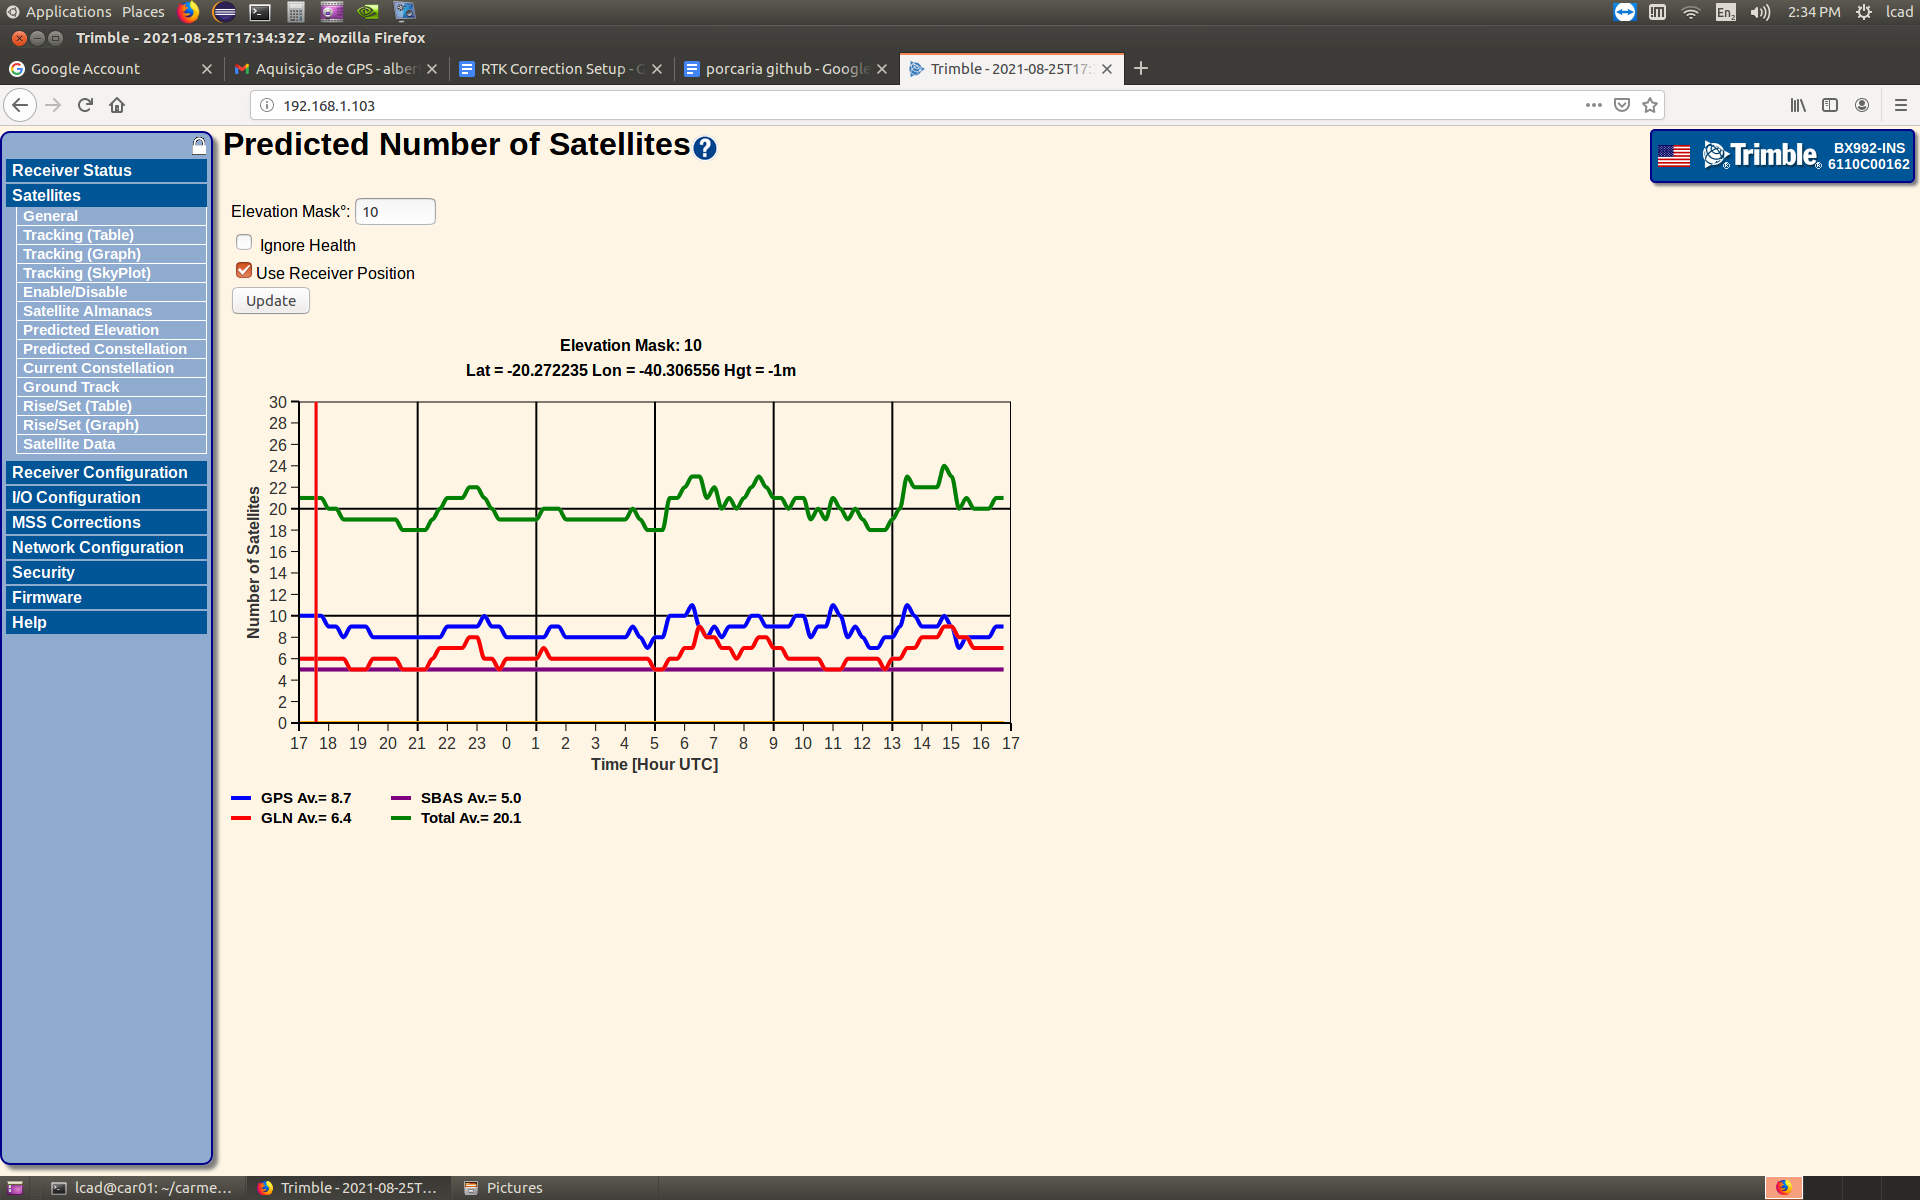 Applications Places En2 2:34 PM lcad
Trimble - 2021-08-25T17:34:32Z - Mozilla Firefox
Google Account
Aquisição de GPS - alber
RTK Correction Setup - G
porcaria github - Google
Trimble - 2021-08-25T17:
192.168.1.103
Receiver Status
Satellites
General
Tracking (Table)
Tracking (Graph)
Tracking (SkyPlot)
Enable/Disable
Satellite Almanacs
Predicted Elevation
Predicted Constellation
Current Constellation
Ground Track
Rise/Set (Table)
Rise/Set (Graph)
Satellite Data
Receiver Configuration
I/O Configuration
MSS Corrections
Network Configuration
Security
Firmware
Help
Predicted Number of Satellites?
Trimble® BX992-INS
6110C00162
Elevation Mask°: 10
Ignore Health
Use Receiver Position
Update
Elevation Mask: 10
Lat = -20.272235 Lon = -40.306556 Hgt = -1m
Number of Satellites
30
28
26
24
22
20
18
16
14
12
10
8
6
4
2
0
17 18 19 20 21 22 23 0 1 2 3 4 5 6 7 8 9 10 11 12 13 14 15 16 17
Time [Hour UTC]
GPS Av.= 8.7 SBAS Av.= 5.0
GLN Av.= 6.4 Total Av.= 20.1
lcad@car01: ~/carme... Trimble - 2021-08-25T... Pictures